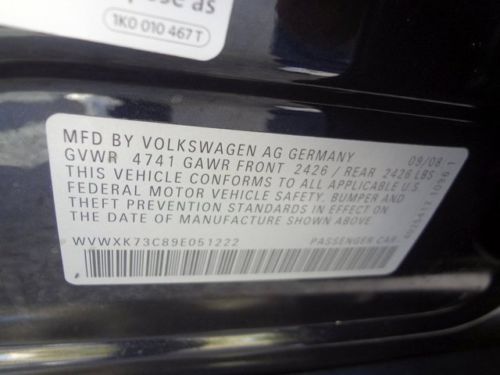 as
1K0 010 467 T
MFD BY VOLKSWAGEN AG GERMANY 09/08
GVWR 4741 GAWR FRONT 2426 / REAR 2426 LBS
THIS VEHICLE CONFORMS TO ALL APPLICABLE U.S.
FEDERAL MOTOR VEHICLE SAFETY, BUMPER AND
THEFT PREVENTION STANDARDS IN EFFECT ON
THE DATE OF MANUFACTURE SHOWN ABOVE.
WVWXK73C89E051222 PASSENGER CAR